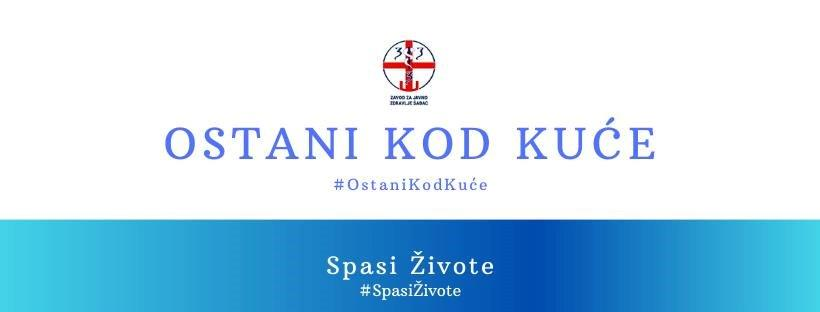 ZAVOD ZA JAVNO
ZDRAVLJE ŠABAC
OSTANI KOD KUĆE
#OstaniKodKuće
Spasi Živote
#SpasiŽivote